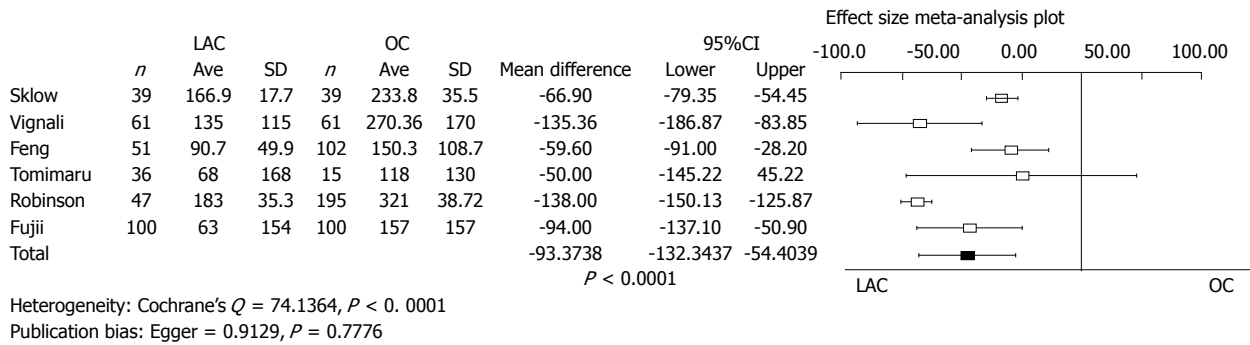 Effect size meta-analysis plot
LAC OC 95%CI -100.0 -50.00 0.00 50.00 100.00
n Ave SD n Ave SD Mean difference Lower Upper
Sklow 39 166.9 17.7 39 233.8 35.5 -66.90 -79.35 -54.45
Vignali 61 135 115 61 270.36 170 -135.36 -186.87 -83.85
Feng 51 90.7 49.9 102 150.3 108.7 -59.60 -91.00 -28.20
Tomimaru 36 68 168 15 118 130 -50.00 -145.22 45.22
Robinson 47 183 35.3 195 321 38.72 -138.00 -150.13 -125.87
Fujii 100 63 154 100 157 157 -94.00 -137.10 -50.90
Total -93.3738 -132.3437 -54.4039
P < 0.0001
LAC OC
Heterogeneity: Cochrane's Q = 74.1364, P < 0. 0001
Publication bias: Egger = 0.9129, P = 0.7776